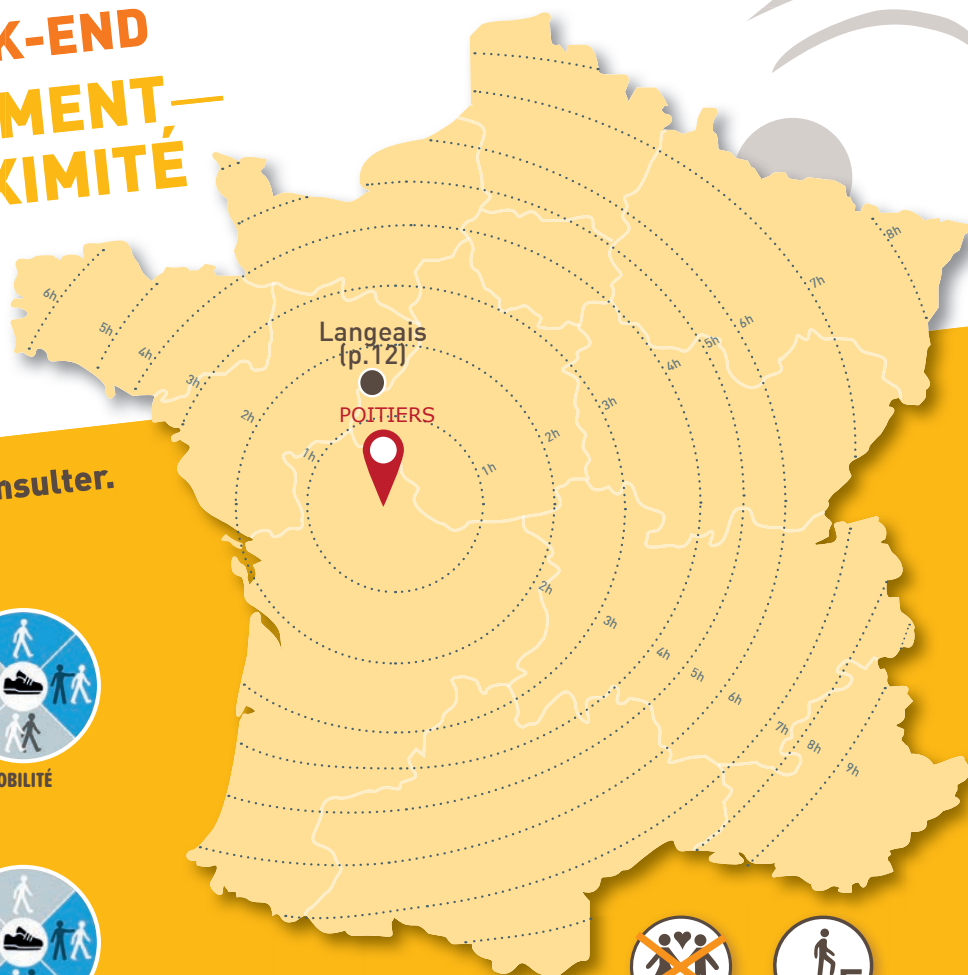 K-END
MENT—
XIMITÉ
8h
7h
6h
6h
5h
5h
4h
4h
3h
3h
2h
2h
1h
1h
Langeais
(p.12)
POITIERS
nsulter.
2h
3h
4h
5h
6h
7h
8h
9h
OBILITÉ